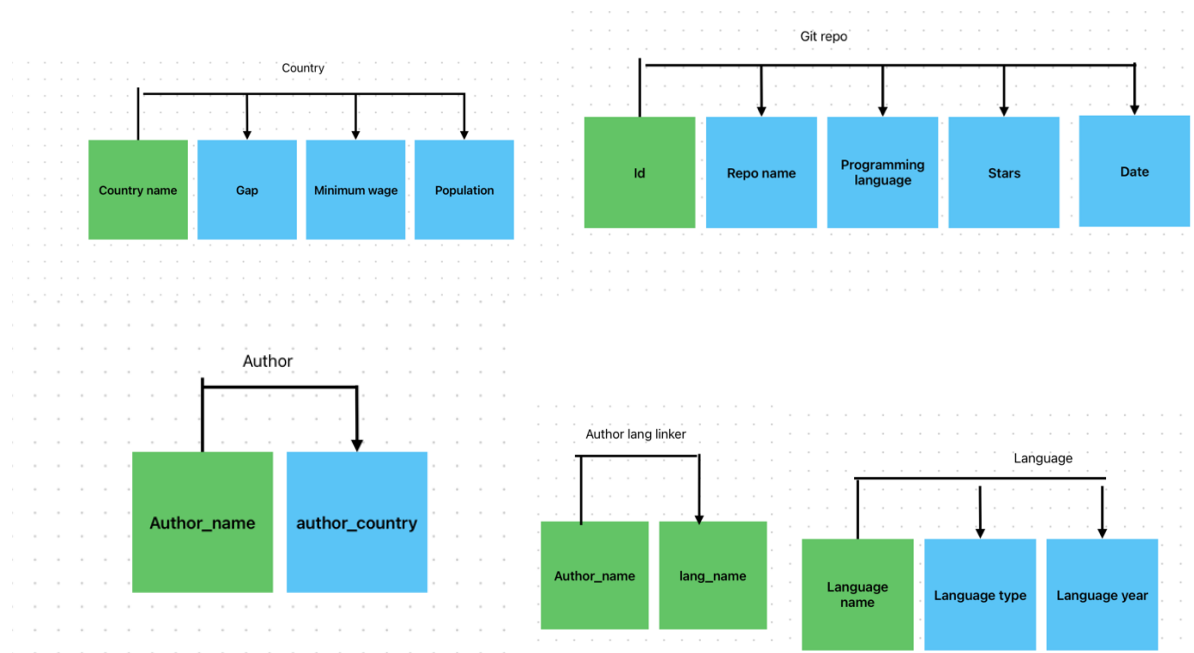 Country
Country name
Gap
Minimum wage
Population
Git repo
Id
Repo name
Programming
language
Stars
Date
Author
Author_name
author_country
Author lang linker
Author_name
lang_name
Language
Language
name
Language type
Language year